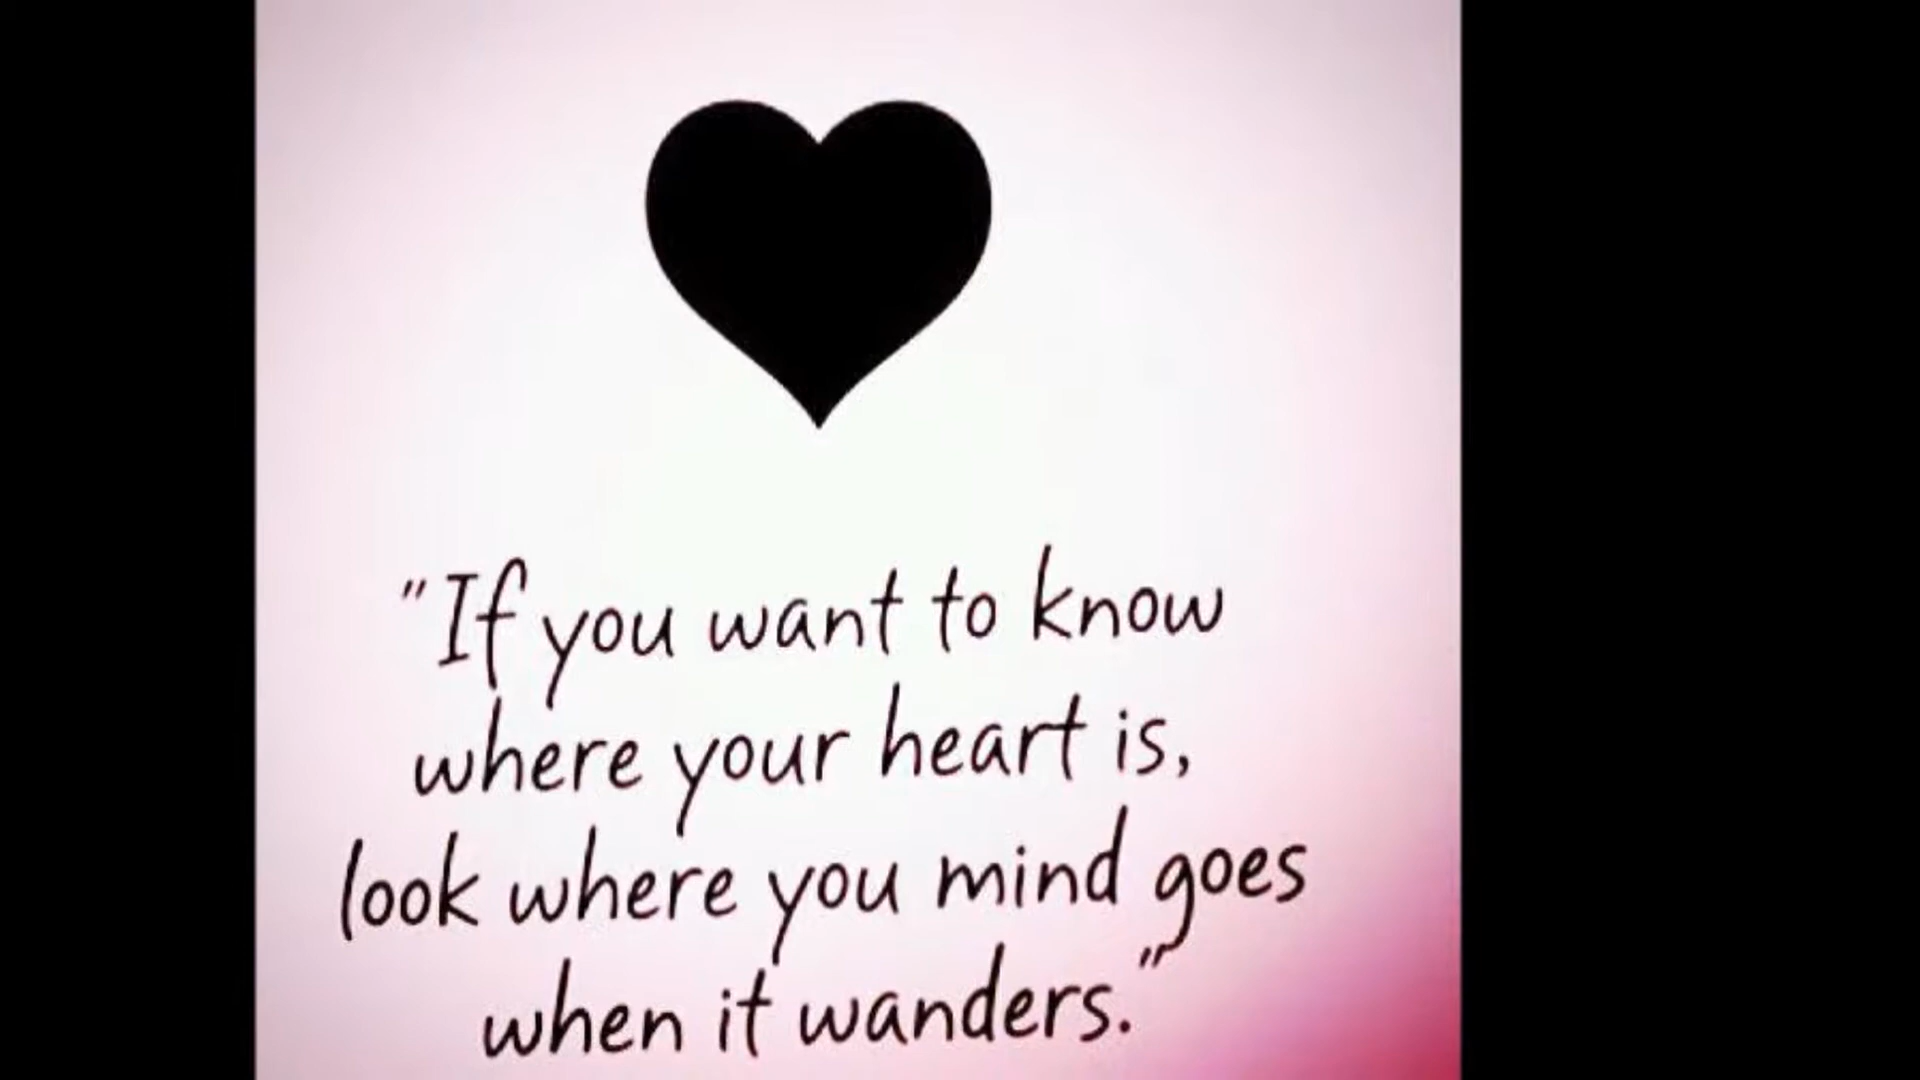 "If you want to know
where your heart is,
look where you mind goes
when it wanders."